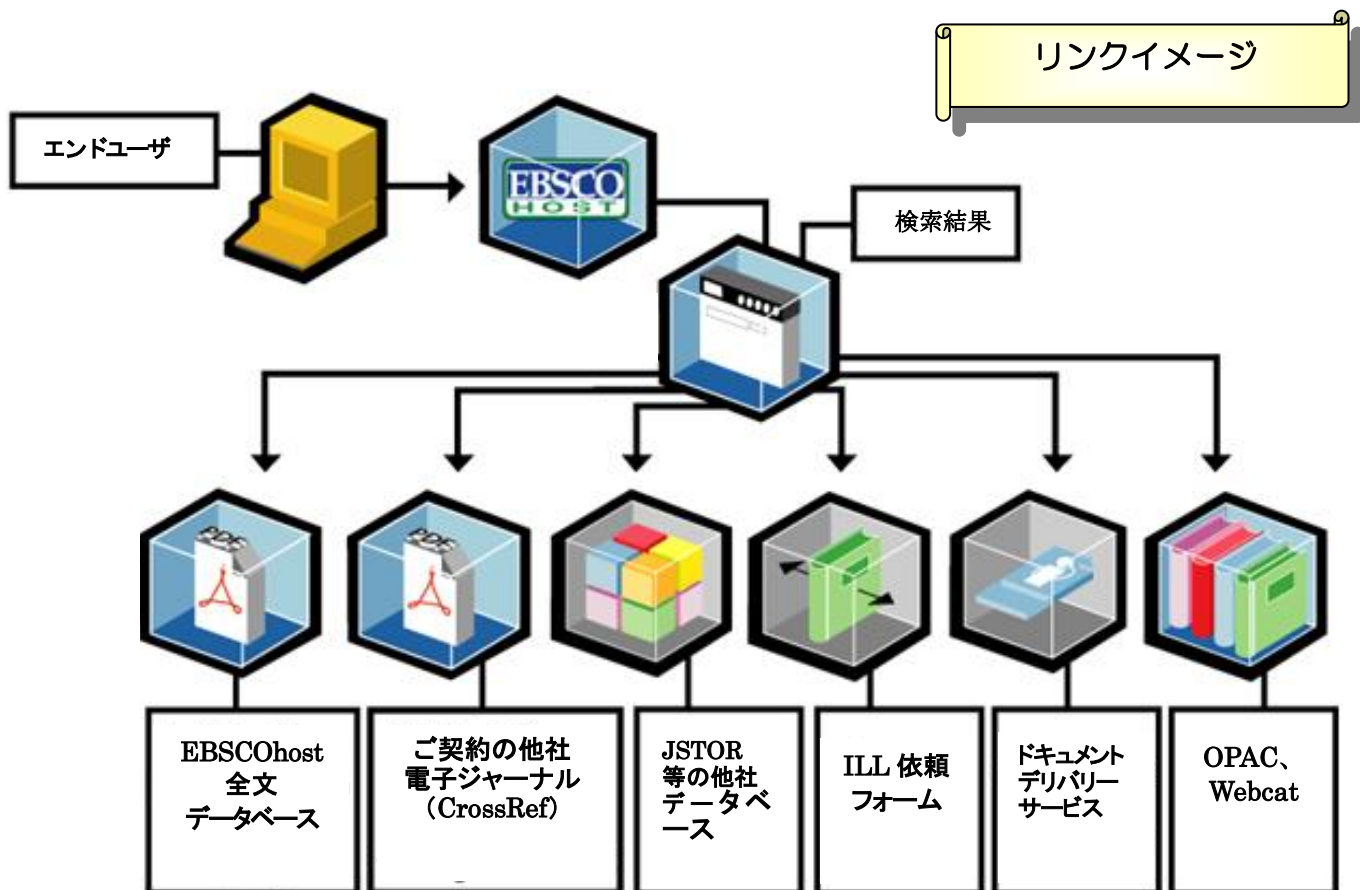 リンクイメージ
エンドユーザ
EBSCO
HOST
検索結果
PDF
PDF
EBSCOhost
全文
データベース
ご契約の他社
電子ジャーナル
（CrossRef）
JSTOR
等の他社
データベ
ース
ILL 依頼
フォーム
ドキュメント
デリバリー
サービス
OPAC、
Webcat